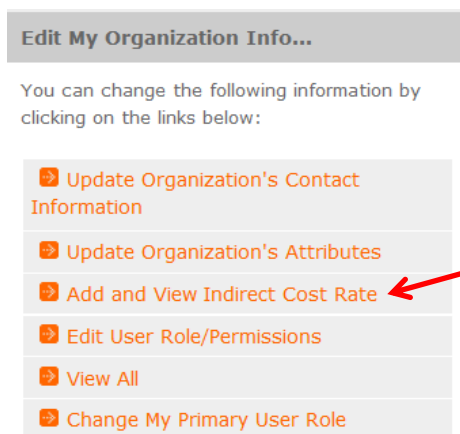 Edit My Organization Info...
You can change the following information by
clicking on the links below:
Update Organization's Contact
Information
Update Organization's Attributes
Add and View Indirect Cost Rate
Edit User Role/Permissions
View All
Change My Primary User Role